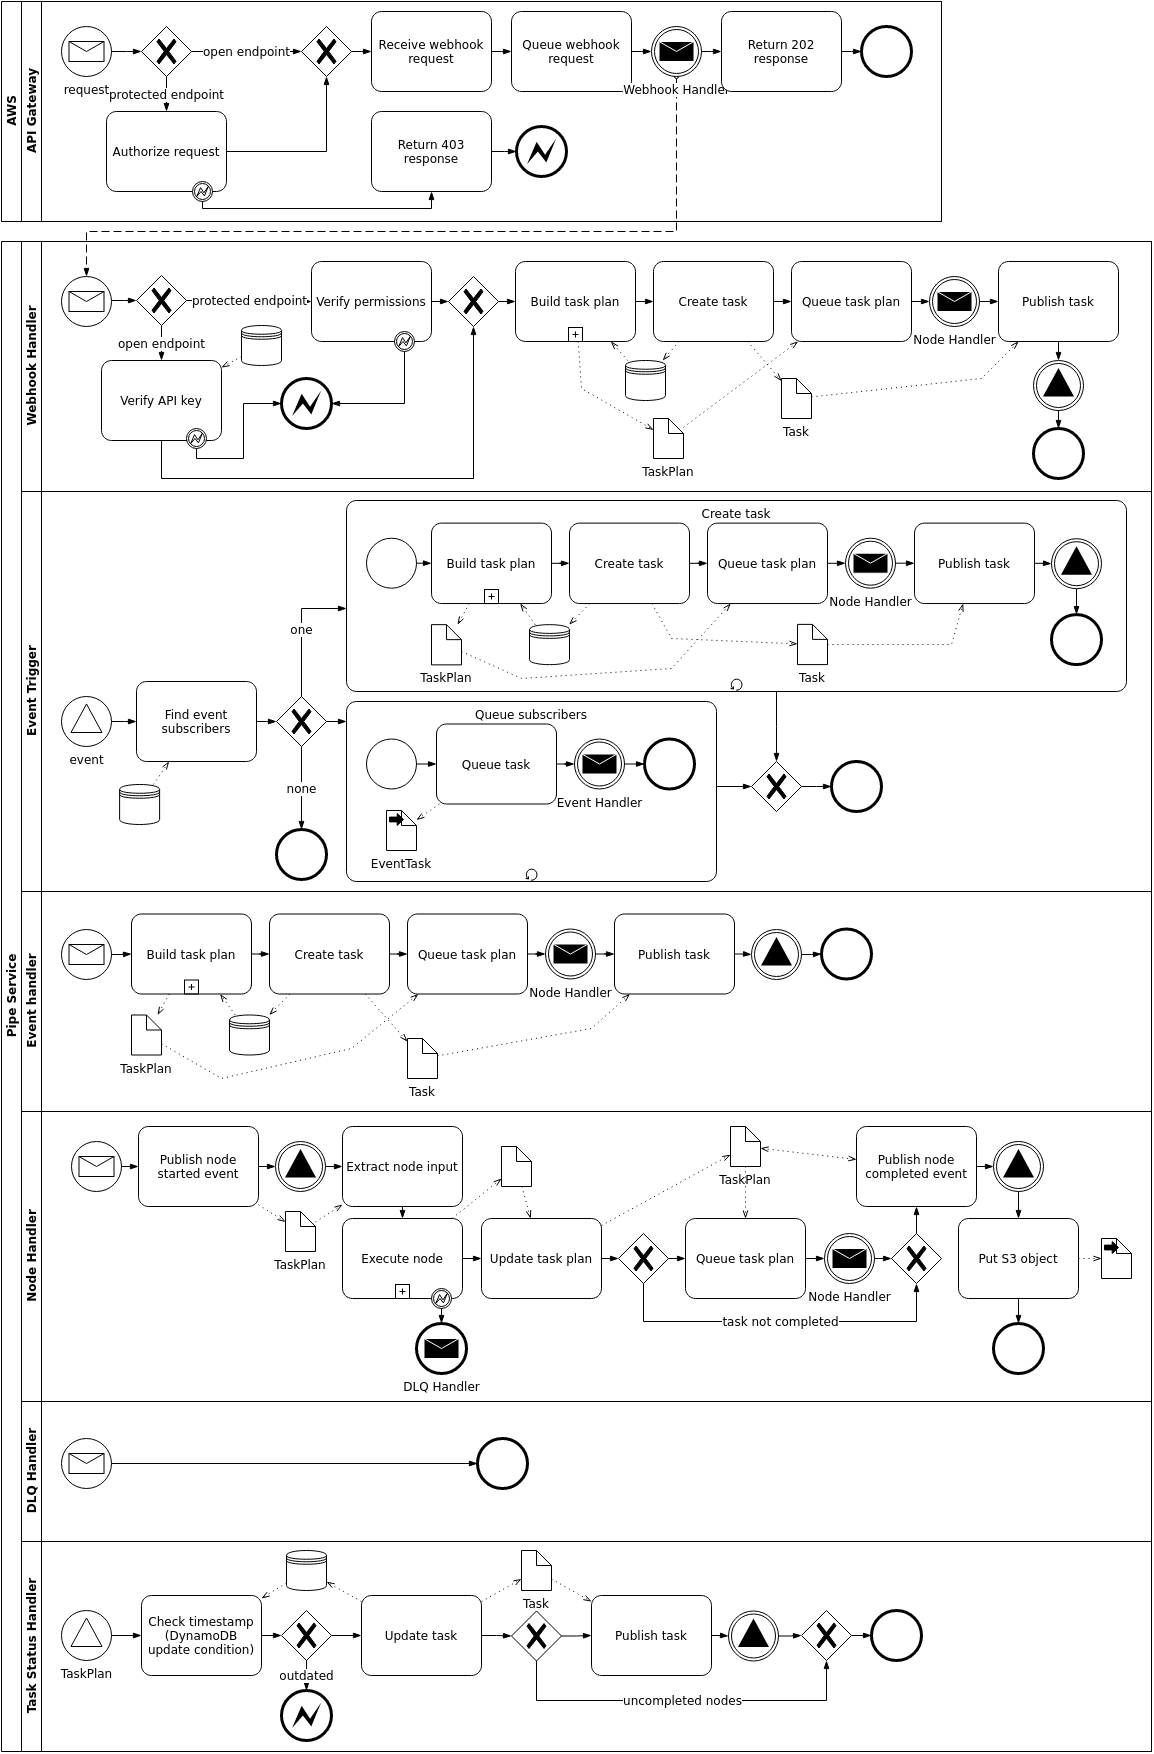 AWS
API Gateway
request
open endpoint
protected endpoint
Authorize request
Receive webhook
request
Queue webhook
request
Webhook Handler
Return 202
response
Return 403
response
Pipe Service
Webhook Handler
protected endpoint
open endpoint
Verify API key
Verify permissions
Build task plan
Create task
Queue task plan
Node Handler
Publish task
TaskPlan
Task
Event Trigger
event
Find event
subscribers
one
none
Create task
Build task plan
Create task
Queue task plan
Node Handler
Publish task
TaskPlan
Task
Queue subscribers
Queue task
Event Handler
EventTask
Event handler
Build task plan
Create task
Queue task plan
Node Handler
Publish task
TaskPlan
Task
Node Handler
Publish node
started event
TaskPlan
Extract node input
Execute node
DLQ Handler
Update task plan
TaskPlan
Queue task plan
Node Handler
task not completed
Publish node
completed event
Put S3 object
DLQ Handler
Task Status Handler
TaskPlan
Check timestamp
(DynamoDB
update condition)
outdated
Update task
Task
Publish task
uncompleted nodes